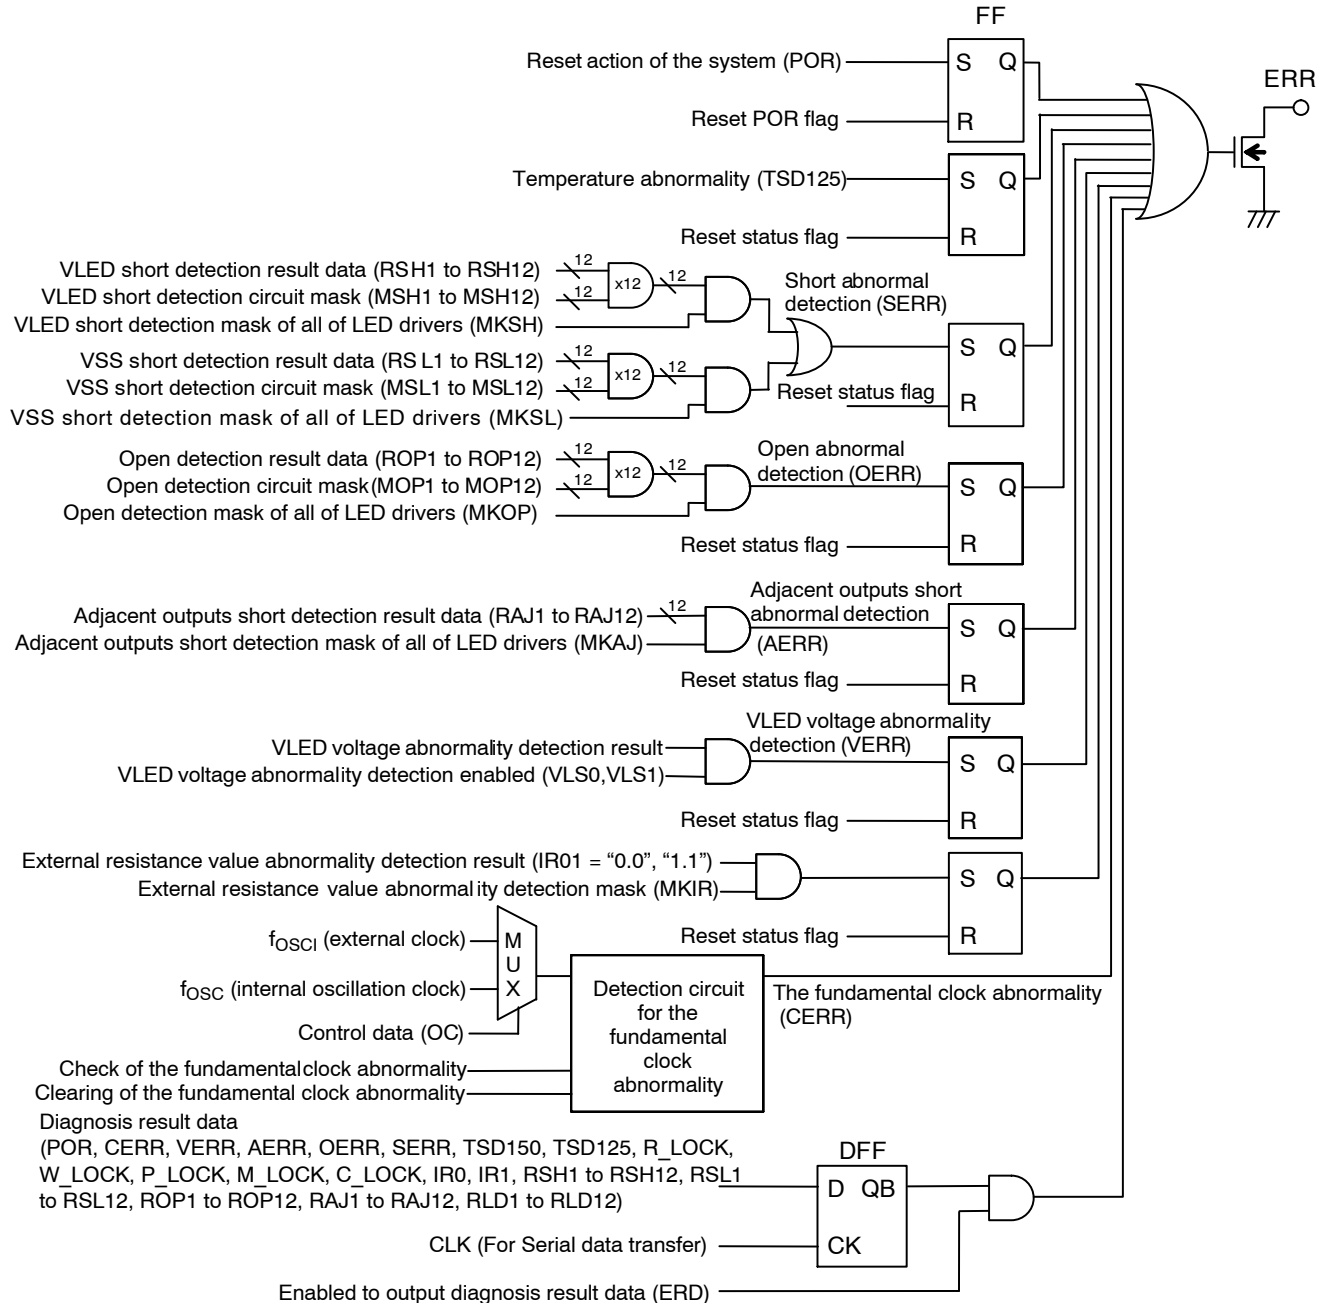 FF
Reset action of the system (POR)
S Q
ERR
Reset POR flag
R
Temperature abnormality (TSD125)
S Q
Reset status flag
R
VLED short detection result data (RSH1 to RSH12)
12
x12
12
VLED short detection circuit mask (MSH1 to MSH12)
12
VLED short detection mask of all of LED drivers (MKSH)
Short abnormal
detection (SERR)
VSS short detection result data (RS L1 to RSL12)
12
x12
12
VSS short detection circuit mask (MSL1 to MSL12)
12
VSS short detection mask of all of LED drivers (MKSL)
S Q
Reset status flag
R
Open detection result data (ROP1 to ROP12)
12
x12
12
Open detection circuit mask(MOP1 to MOP12)
12
Open detection mask of all of LED drivers (MKOP)
Open abnormal
detection (OERR)
S Q
Reset status flag
R
Adjacent outputs short detection result data (RAJ1 to RAJ12)
12
Adjacent outputs short detection mask of all of LED drivers (MKAJ)
Adjacent outputs short
abnormal detection
(AERR)
S Q
Reset status flag
R
VLED voltage abnormality detection result
VLED voltage abnormality detection enabled (VLS0,VLS1)
VLED voltage abnormality
detection (VERR)
S Q
Reset status flag
R
External resistance value abnormality detection result (IR01 = “0.0”, “1.1”)
External resistance value abnormality detection mask (MKIR)
S Q
Reset status flag
R
fOSCI (external clock)
fOSC (internal oscillation clock)
M
U
X
Control data (OC)
Check of the fundamentalclock abnormality
Clearing of the fundamental clock abnormality
Detection circuit
for the
fundamental
clock
abnormality
The fundamental clock abnormality
(CERR)
Diagnosis result data
(POR, CERR, VERR, AERR, OERR, SERR, TSD150, TSD125, R_LOCK,
W_LOCK, P_LOCK, M_LOCK, C_LOCK, IR0, IR1, RSH1 to RSH12, RSL1
to RSL12, ROP1 to ROP12, RAJ1 to RAJ12, RLD1 to RLD12)
DFF
D QB
CLK (For Serial data transfer)
CK
Enabled to output diagnosis result data (ERD)